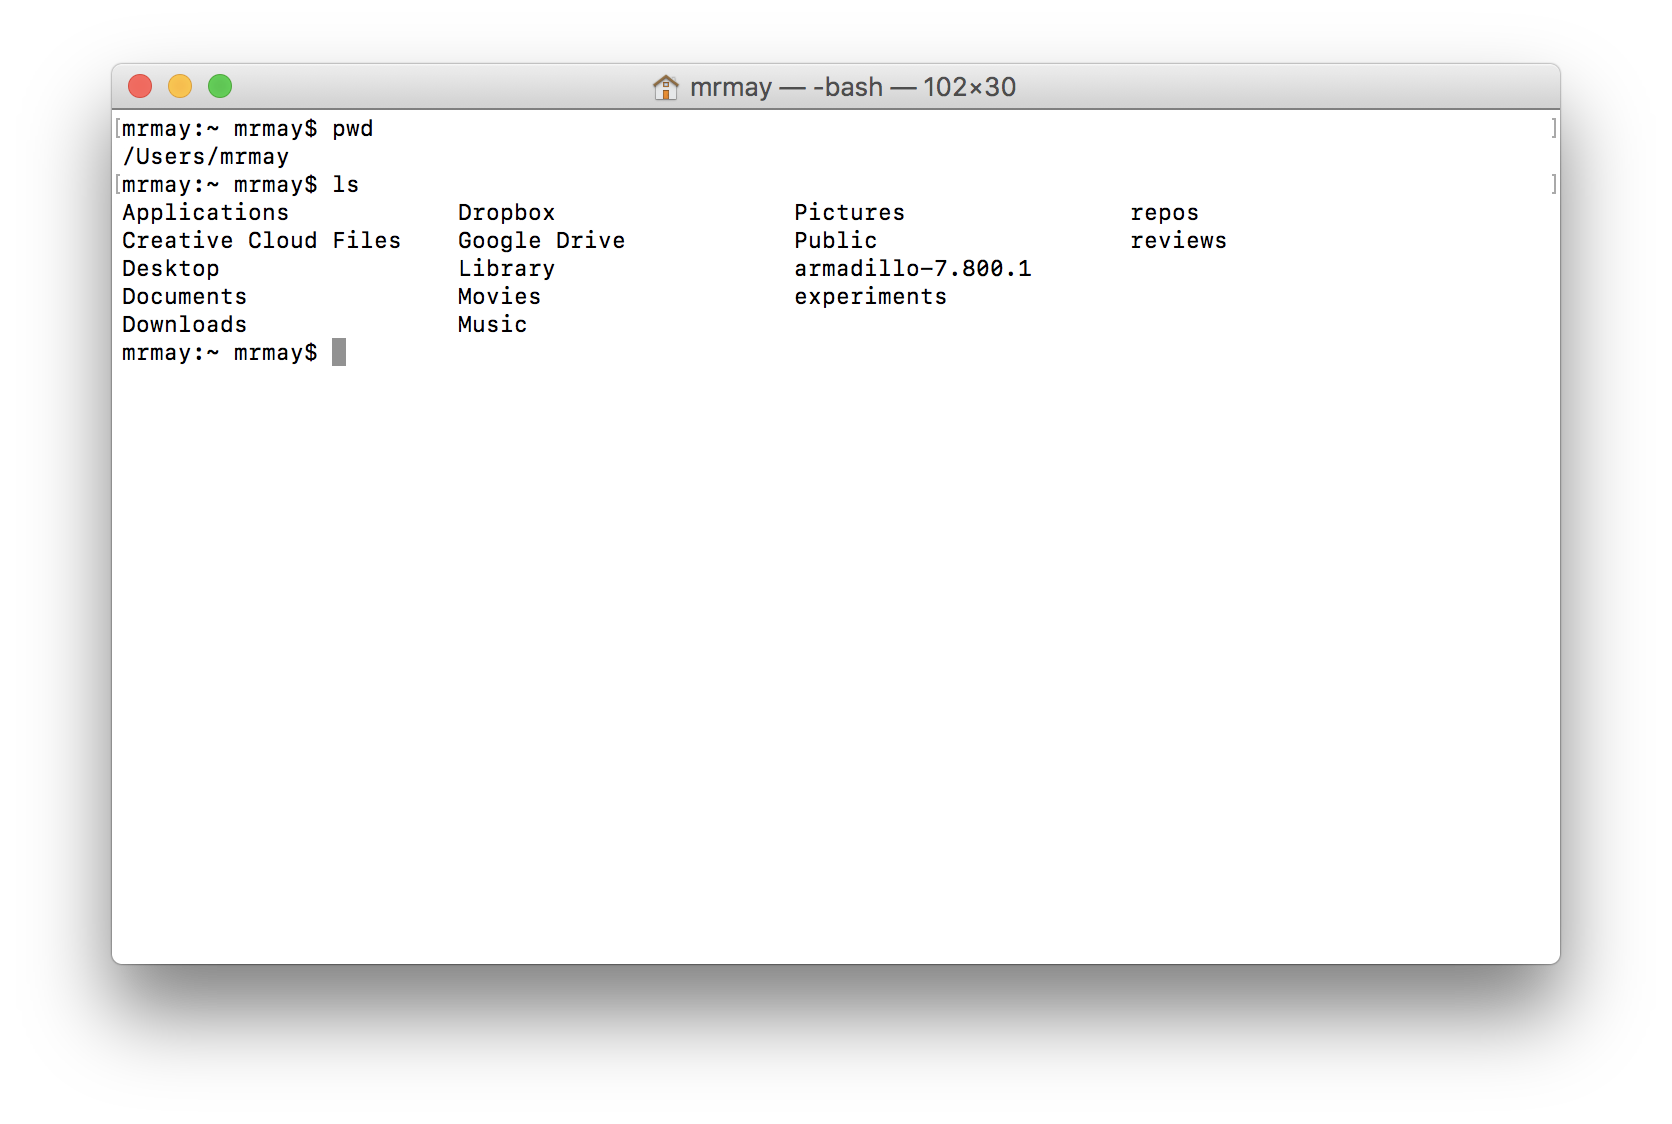 mrmay — -bash — 102×30
mrmay:~ mrmay$ pwd
/Users/mrmay
mrmay:~ mrmay$ ls
Applications Dropbox Pictures repos
Creative Cloud Files Google Drive Public reviews
Desktop Library armadillo-7.800.1
Documents Movies experiments
Downloads Music
mrmay:~ mrmay$